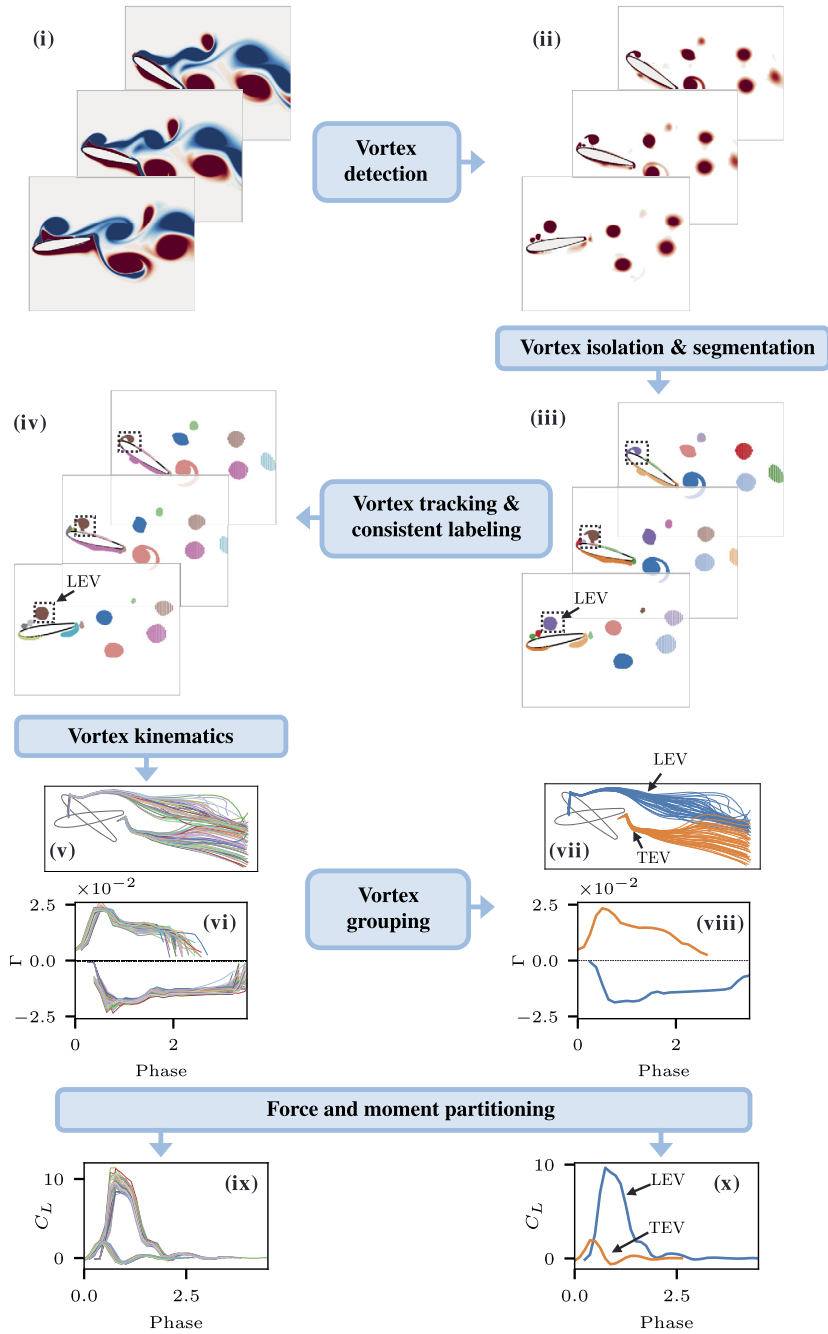 (i)
(ii)
Vortex
detection
Vortex isolation & segmentation
(iv)
(iii)
Vortex tracking &
consistent labeling
LEV
LEV
Vortex kinematics
LEV
(v)
(vii)
TEV
×10⁻²
×10⁻²
2.5
(vi)
Vortex
grouping
2.5
(viii)
Γ
0.0
Γ
0.0
−2.5
−2.5
2
0
2
Phase
Phase
Force and moment partitioning
10
(ix)
10
LEV
(x)
C_L
C_L
TEV
0
0
0.0
2.5
0.0
2.5
Phase
Phase